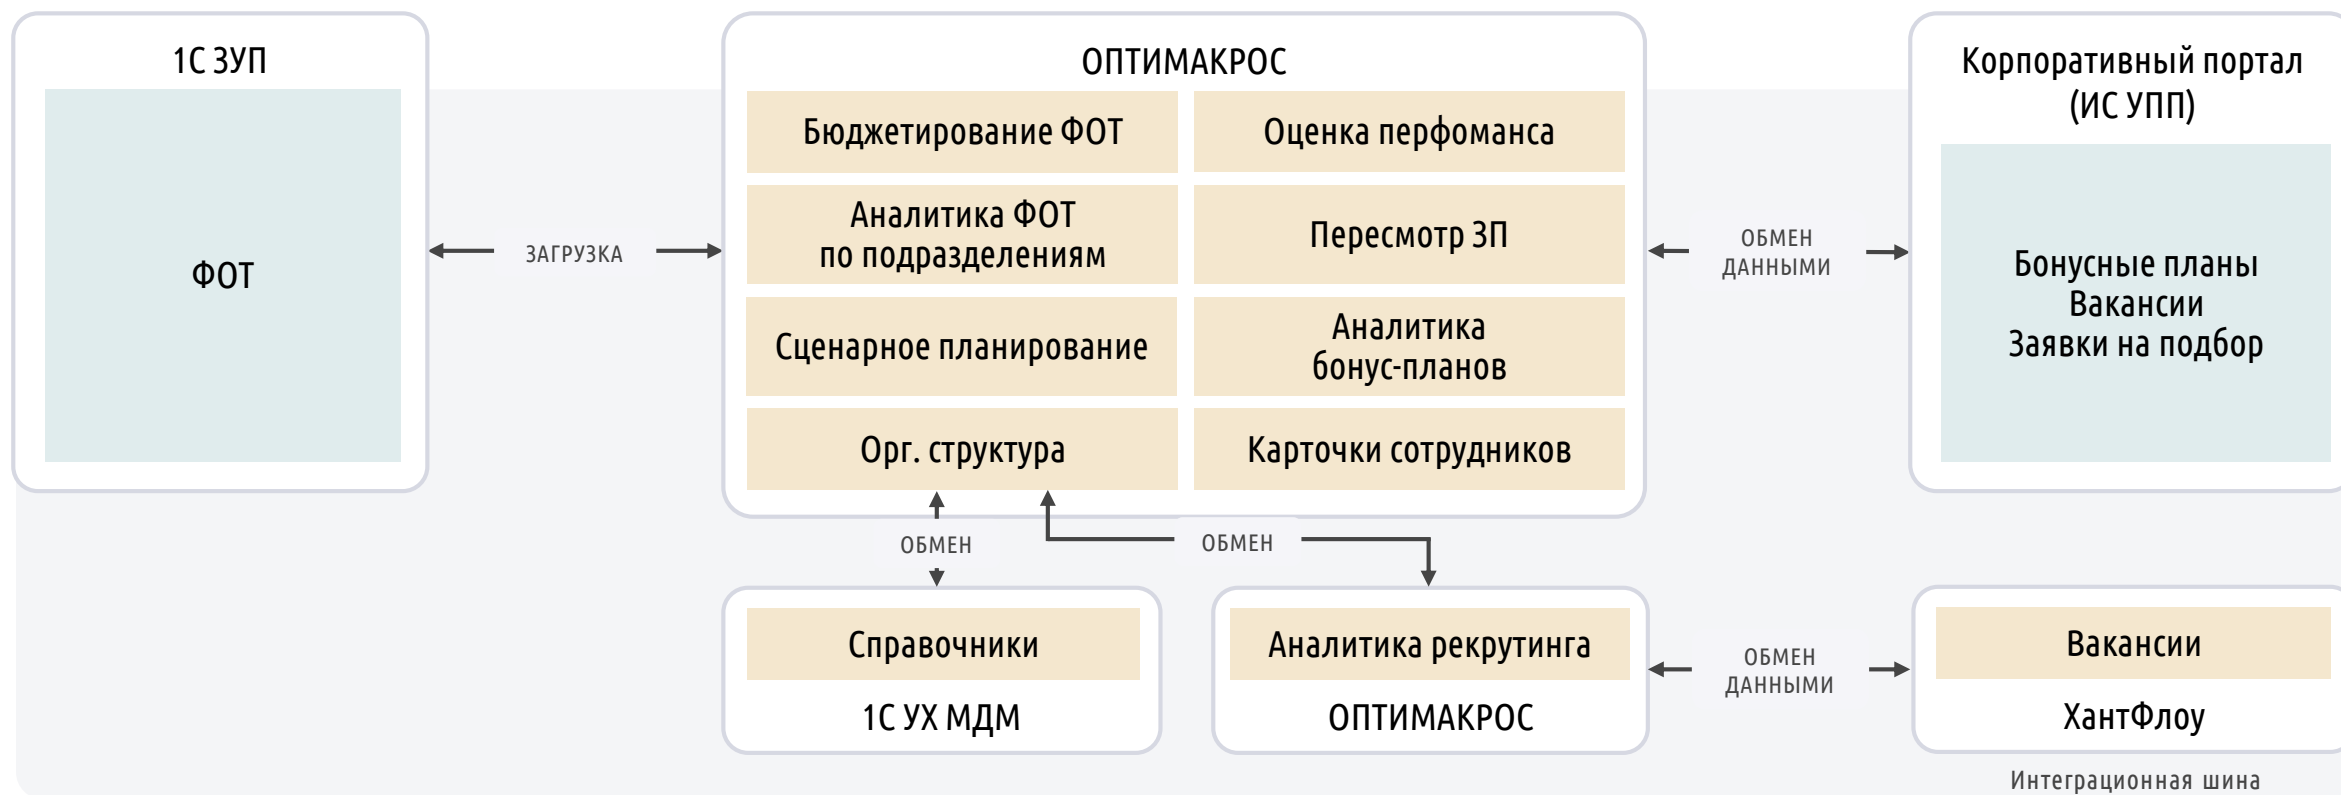 1С ЗУП
ФОТ
ЗАГРУЗКА
ОПТИМАКРОС
Бюджетирование ФОТ
Оценка перфоманса
Аналитика ФОТ
по подразделениям
Пересмотр ЗП
Сценарное планирование
Аналитика
бонус-планов
Орг. структура
Карточки сотрудников
ОБМЕН
ДАННЫМИ
Корпоративный портал
(ИС УПП)
Бонусные планы
Вакансии
Заявки на подбор
ОБМЕН
ОБМЕН
Справочники
1С УХ МДМ
Аналитика рекрутинга
ОПТИМАКРОС
ОБМЕН
ДАННЫМИ
Вакансии
ХантФлоу
Интеграционная шина